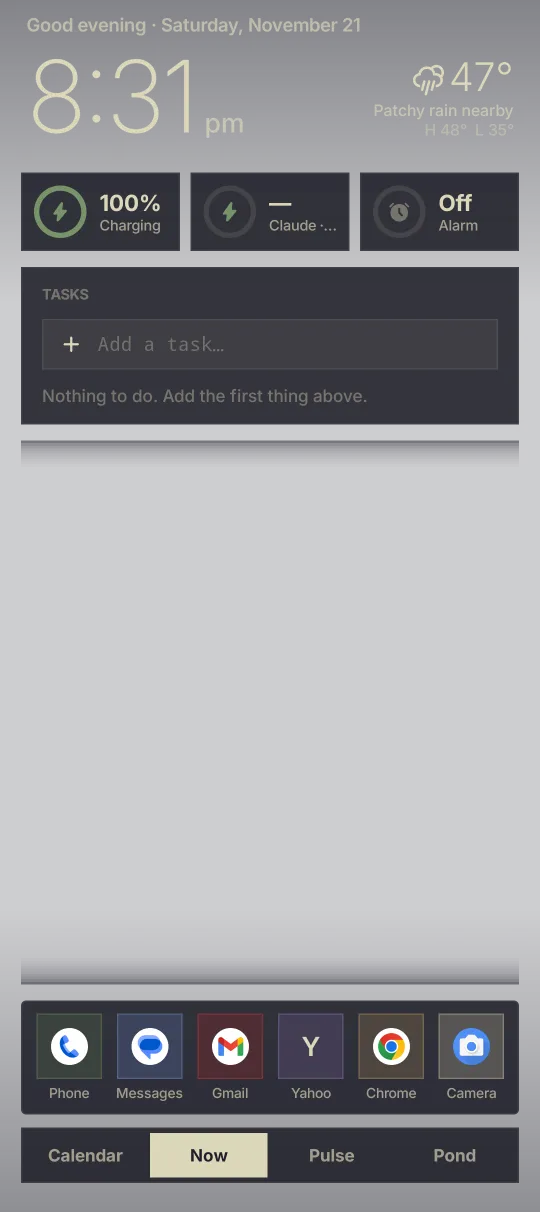 Good evening · Saturday, November 21
8:31 pm
47°
Patchy rain nearby
H 48° L 35°
100%
Charging
—
Claude ·...
Off
Alarm
TASKS
+ Add a task…
Nothing to do. Add the first thing above.
Y
Phone Messages Gmail Yahoo Chrome Camera
Calendar Now Pulse Pond